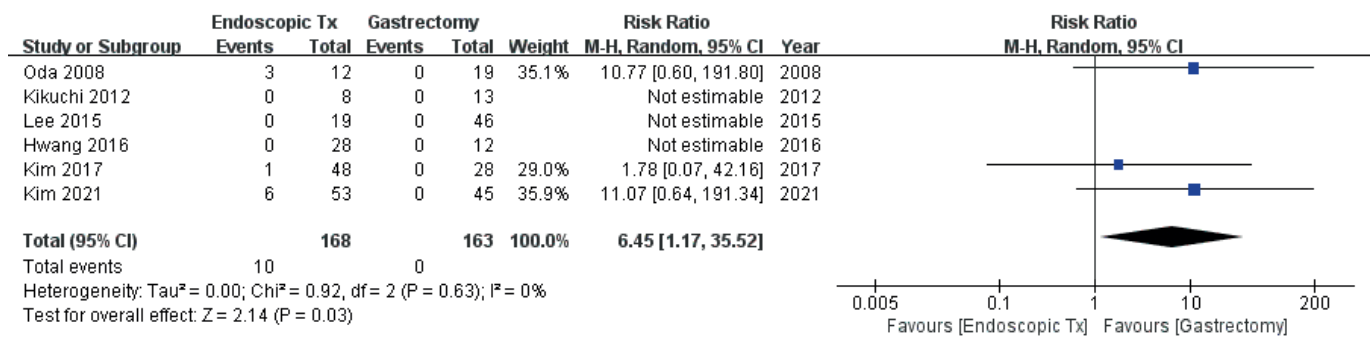 Endoscopic Tx Gastrectomy Risk Ratio Risk Ratio
Study or Subgroup Events Total Events Total Weight M-H, Random, 95% CI Year M-H, Random, 95% CI
Oda 2008 3 12 0 19 35.1% 10.77 [0.60, 191.80] 2008
Kikuchi 2012 0 8 0 13 Not estimable 2012
Lee 2015 0 19 0 46 Not estimable 2015
Hwang 2016 0 28 0 12 Not estimable 2016
Kim 2017 1 48 0 28 29.0% 1.78 [0.07, 42.16] 2017
Kim 2021 6 53 0 45 35.9% 11.07 [0.64, 191.34] 2021
Total (95% CI) 168 163 100.0% 6.45 [1.17, 35.52]
Total events 10 0
Heterogeneity: Tau² = 0.00; Chi² = 0.92, df = 2 (P = 0.63); I² = 0%
Test for overall effect: Z = 2.14 (P = 0.03)
0.005 0.1 1 10 200
Favours [Endoscopic Tx] Favours [Gastrectomy]